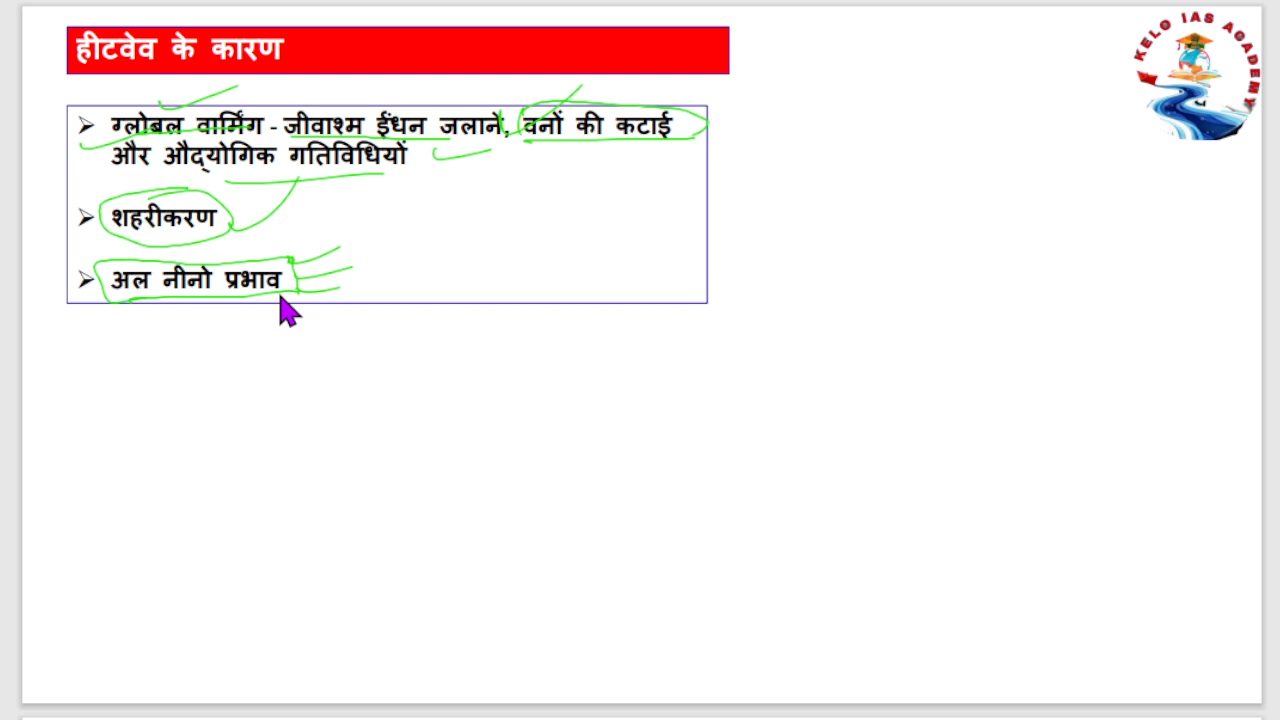 हीटवेव के कारण
KELO IAS ACADEMY
➢ ग्लोबल वार्मिंग - जीवाश्म ईंधन जलाने, वनों की कटाई
और औद्योगिक गतिविधियों
➢ शहरीकरण
➢ अल नीनो प्रभाव